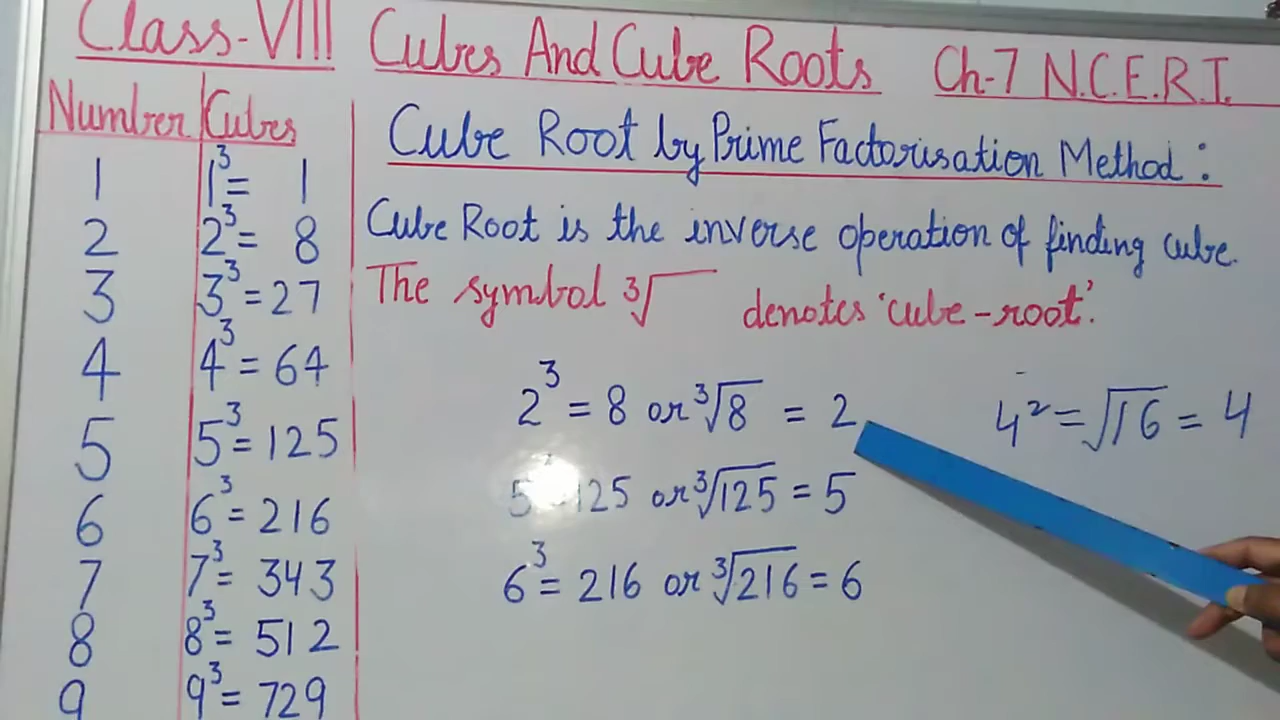 Class-VIII Cubes And Cube Roots Ch-7 N.C.E.R.T.
Number Cubes
1 1³= 1
2 2³= 8
3 3³=27
4 4³=64
5 5³=125
6 6³=216
7 7³= 343
8 8³= 512
9 9³= 729
Cube Root by Prime Factorisation Method:
Cube Root is the inverse operation of finding cube.
The symbol ∛ denotes 'cube-root'.
2³ = 8 or ∛8 = 2
5 125 or ∛125 = 5
6³= 216 or ∛216 = 6
4²=√16 = 4